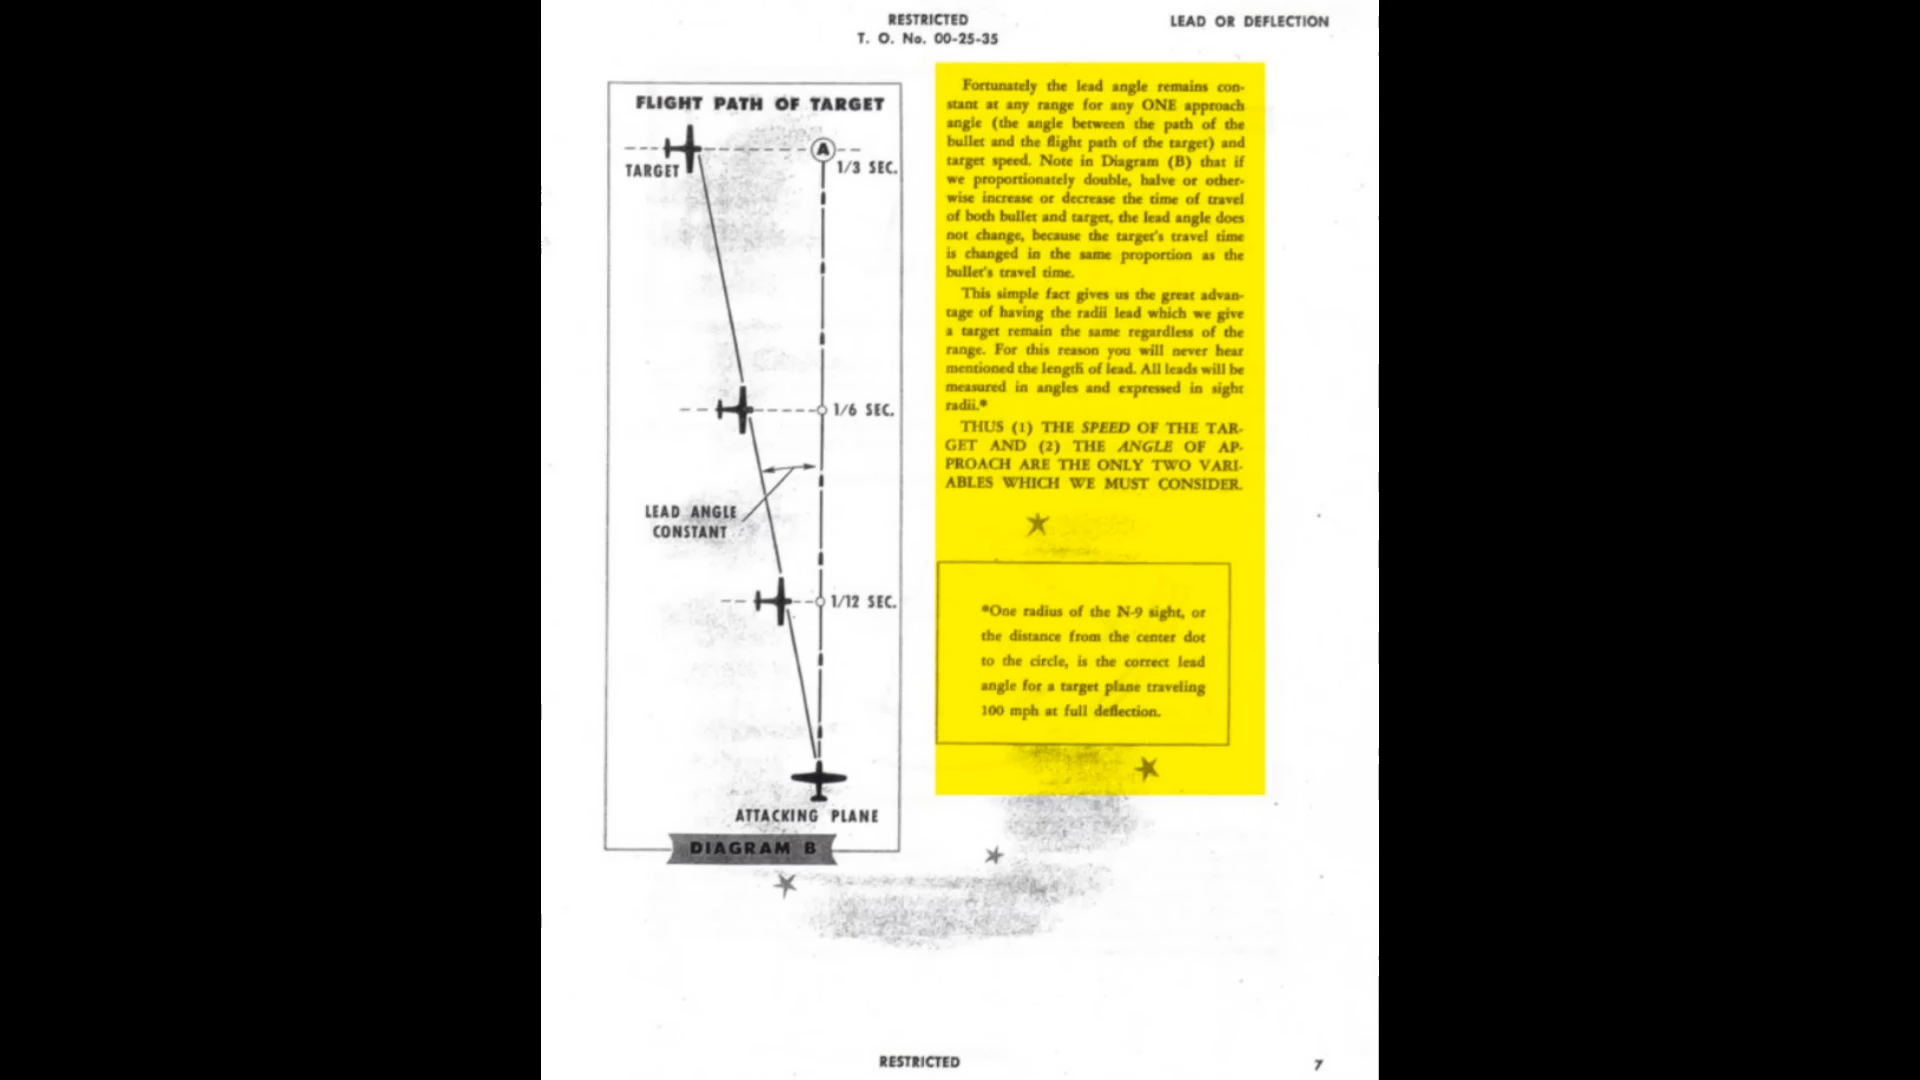 RESTRICTED
T. O. No. 00-25-35
LEAD OR DEFLECTION
FLIGHT PATH OF TARGET
TARGET
A
1/3 SEC.
1/6 SEC.
LEAD ANGLE
CONSTANT
1/12 SEC.
ATTACKING PLANE
DIAGRAM B
Fortunately the lead angle remains con-
stant at any range for any ONE approach
angle (the angle between the path of the
bullet and the flight path of the target) and
target speed. Note in Diagram (B) that if
we proportionately double, halve or other-
wise increase or decrease the time of travel
of both bullet and target, the lead angle does
not change, because the target's travel time
is changed in the same proportion as the
bullet's travel time.
This simple fact gives us the great advan-
tage of having the radii lead which we give
a target remain the same regardless of the
range. For this reason you will never hear
mentioned the length of lead. All leads will be
measured in angles and expressed in sight
radii.*
THUS (1) THE SPEED OF THE TAR-
GET AND (2) THE ANGLE OF AP-
PROACH ARE THE ONLY TWO VARI-
ABLES WHICH WE MUST CONSIDER.
*One radius of the N-9 sight, or
the distance from the center dot
to the circle, is the correct lead
angle for a target plane traveling
100 mph at full deflection.
RESTRICTED
7